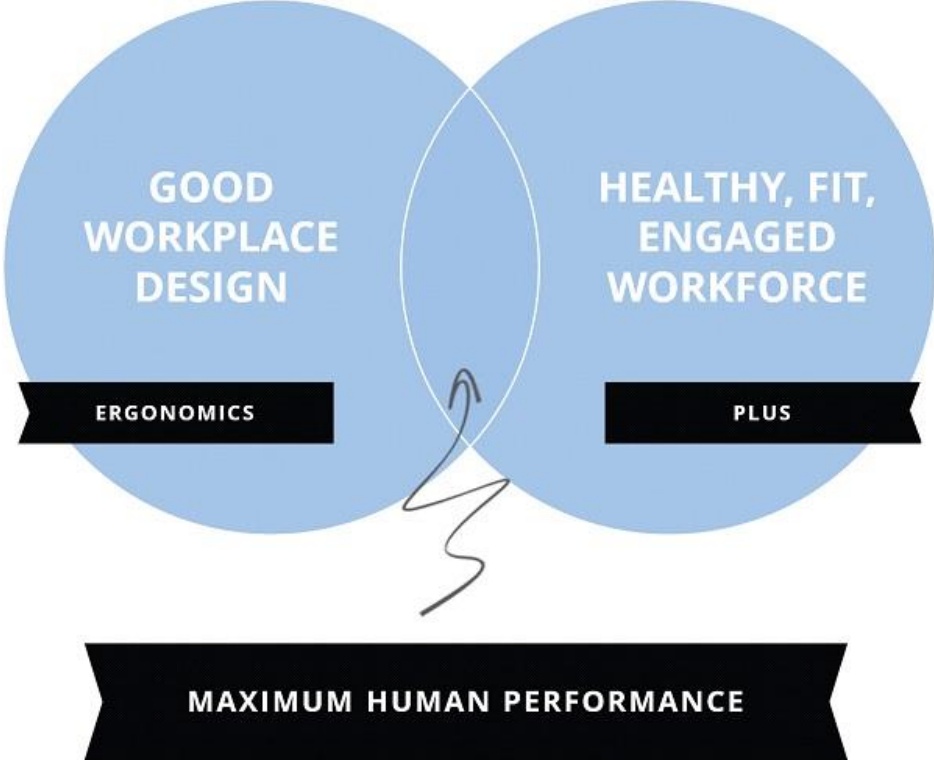 GOOD
WORKPLACE
DESIGN
ERGONOMICS
HEALTHY, FIT,
ENGAGED
WORKFORCE
PLUS
MAXIMUM HUMAN PERFORMANCE